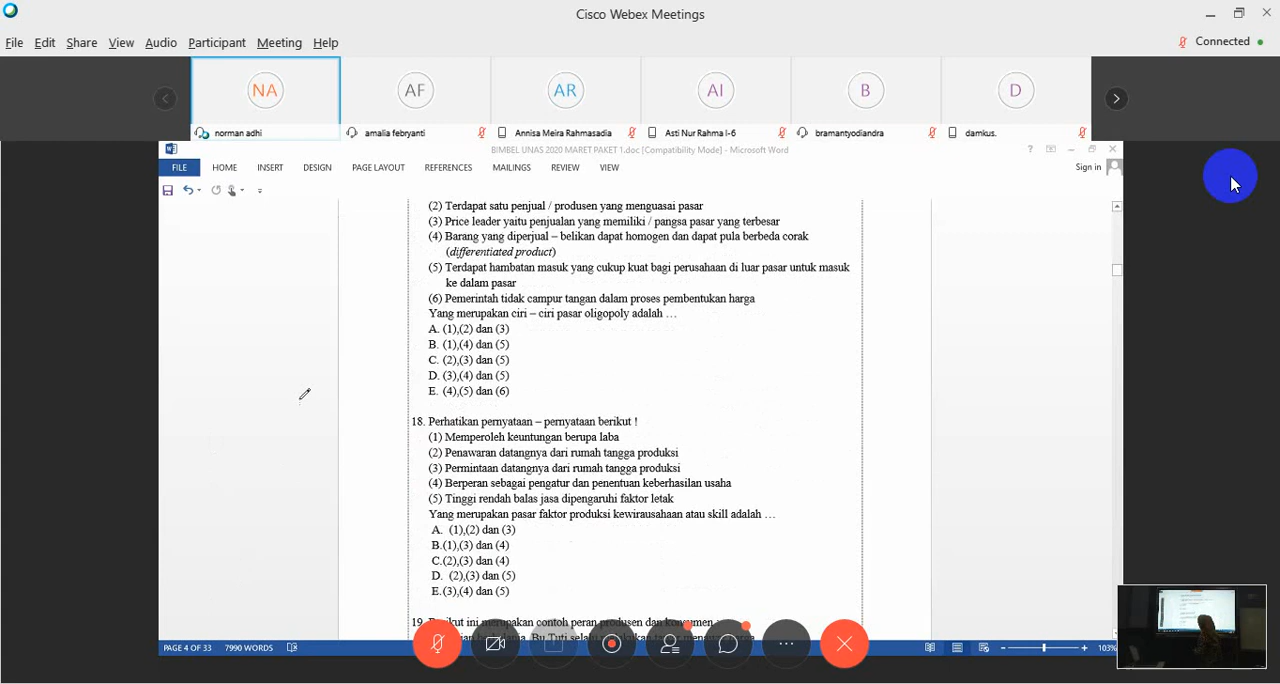 Cisco Webex Meetings
File Edit Share View Audio Participant Meeting Help
Connected
NA AF AR AI B D
norman adhi amalia febryanti Annisa Meira Rahmasadia Asti Nur Rahma I-6 bramantyodiandra damkus.
BIMBEL UNAS 2020 MARET PAKET 1.doc [Compatibility Mode] - Microsoft Word
FILE HOME INSERT DESIGN PAGE LAYOUT REFERENCES MAILINGS REVIEW VIEW Sign in
(2) Terdapat satu penjual / produsen yang menguasai pasar
(3) Price leader yaitu penjualan yang memiliki / pangsa pasar yang terbesar
(4) Barang yang diperjual – belikan dapat homogen dan dapat pula berbeda corak
(differentiated product)
(5) Terdapat hambatan masuk yang cukup kuat bagi perusahaan di luar pasar untuk masuk
ke dalam pasar
(6) Pemerintah tidak campur tangan dalam proses pembentukan harga
Yang merupakan ciri – ciri pasar oligopoly adalah …
A. (1),(2) dan (3)
B. (1),(4) dan (5)
C. (2),(3) dan (5)
D. (3),(4) dan (5)
E. (4),(5) dan (6)
18. Perhatikan pernyataan – pernyataan berikut !
(1) Memperoleh keuntungan berupa laba
(2) Penawaran datangnya dari rumah tangga produksi
(3) Permintaan datangnya dari rumah tangga produksi
(4) Berperan sebagai pengatur dan penentuan keberhasilan usaha
(5) Tinggi rendah balas jasa dipengaruhi faktor letak
Yang merupakan pasar faktor produksi kewirausahaan atau skill adalah …
A. (1),(2) dan (3)
B.(1),(3) dan (4)
C.(2),(3) dan (4)
D. (2),(3) dan (5)
E.(3),(4) dan (5)
19. ini merupakan contoh peran produsen dan
Bu Tuti
PAGE 4 OF 33 7990 WORDS 103%